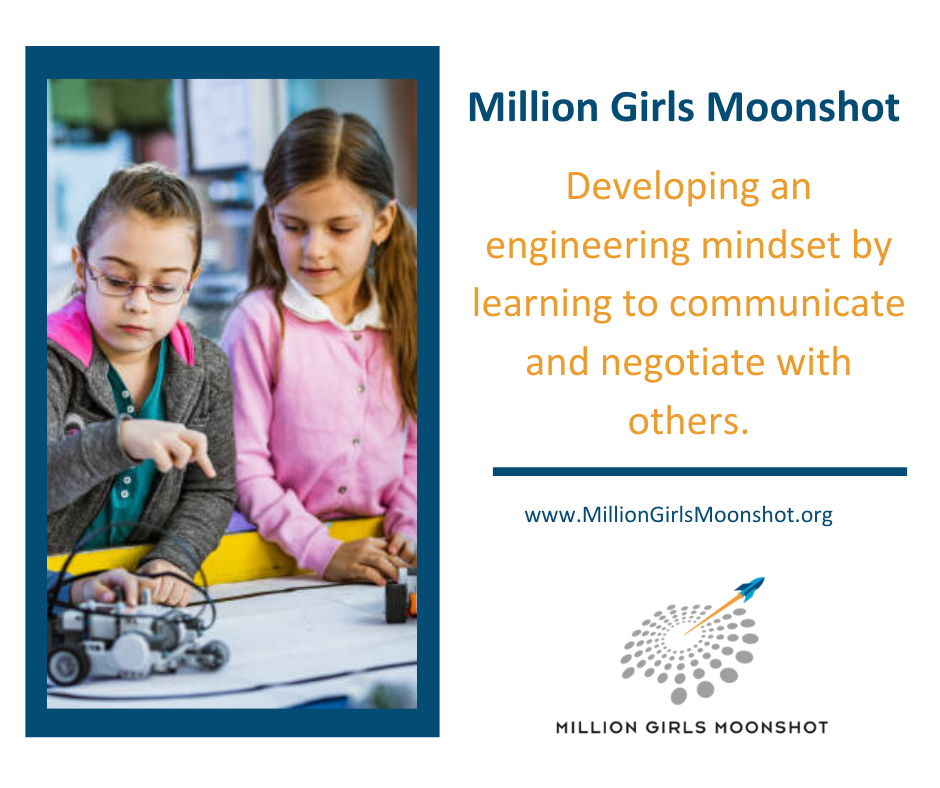 Million Girls Moonshot
Developing an
engineering mindset by
learning to communicate
and negotiate with
others.
www.MillionGirlsMoonshot.org
MILLION GIRLS MOONSHOT